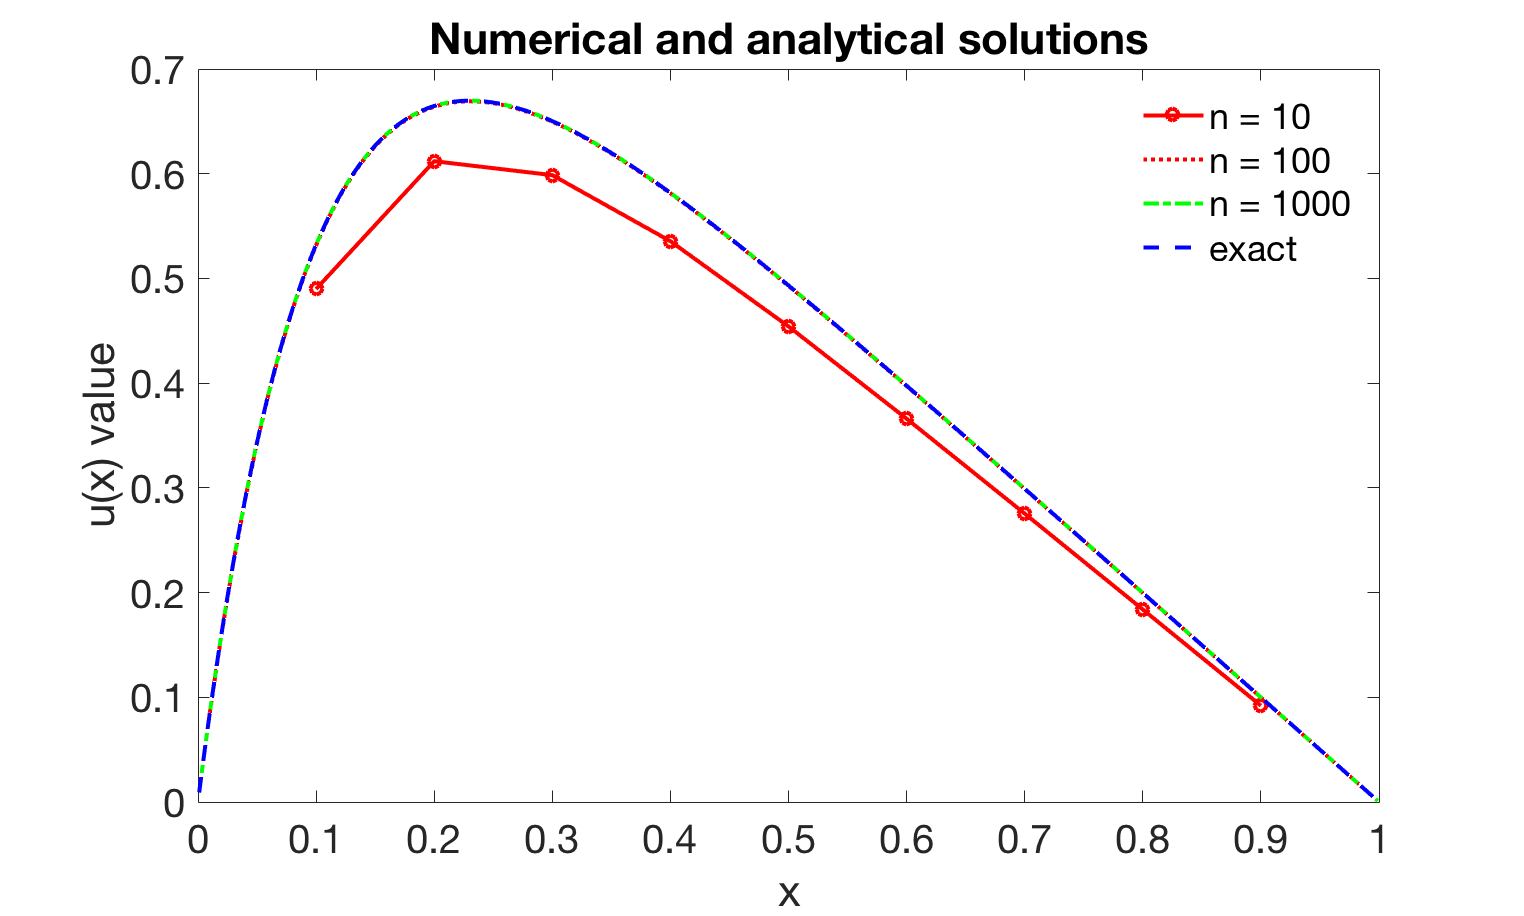 Numerical and analytical solutions
0.7
0.6
0.5
0.4
0.3
0.2
0.1
0
u(x) value
n = 10
n = 100
n = 1000
exact
0 0.1 0.2 0.3 0.4 0.5 0.6 0.7 0.8 0.9 1
x